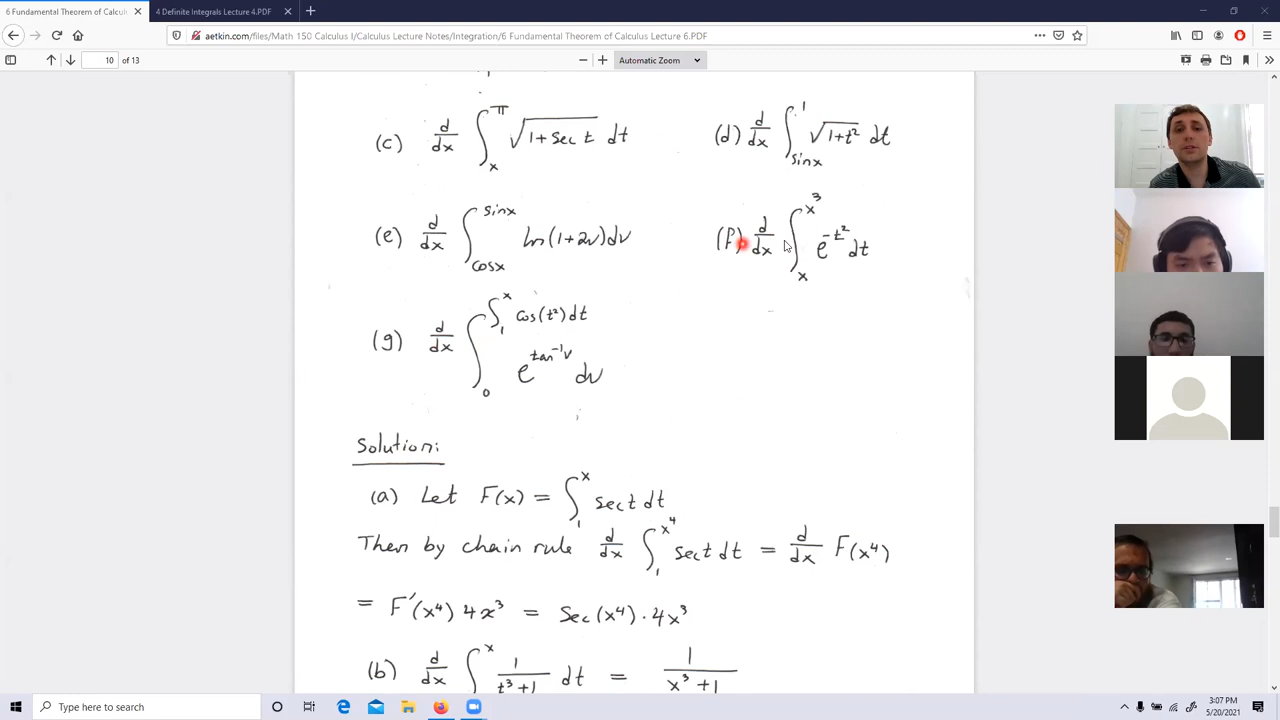 6 Fundamental Theorem of Calcul
4 Definite Integrals Lecture 4.PDF
aetkin.com/files/Math 150 Calculus I/Calculus Lecture Notes/Integration/6 Fundamental Theorem of Calculus Lecture 6.PDF
10 of 13
Automatic Zoom
(c) d/dx ∫_x^π √(1+sec t) dt
(d) d/dx ∫_sinx^1 √(1+t²) dt
(e) d/dx ∫_cosx^sinx ln(1+2v)dv
(f) d/dx ∫_x^x³ e^(-t²) dt
(g) d/dx ∫_0^(∫_1^x cos(t²)dt) e^(tan⁻¹v) dv
Solution:
(a) Let F(x) = ∫_1^x sect dt
Then by chain rule d/dx ∫_1^x⁴ sect dt = d/dx F(x⁴)
= F′(x⁴) 4x³ = Sec(x⁴) · 4x³
(b) d/dx ∫^x 1/(t³+1) dt = 1/(x³+1)
Type here to search
3:07 PM
5/20/2021